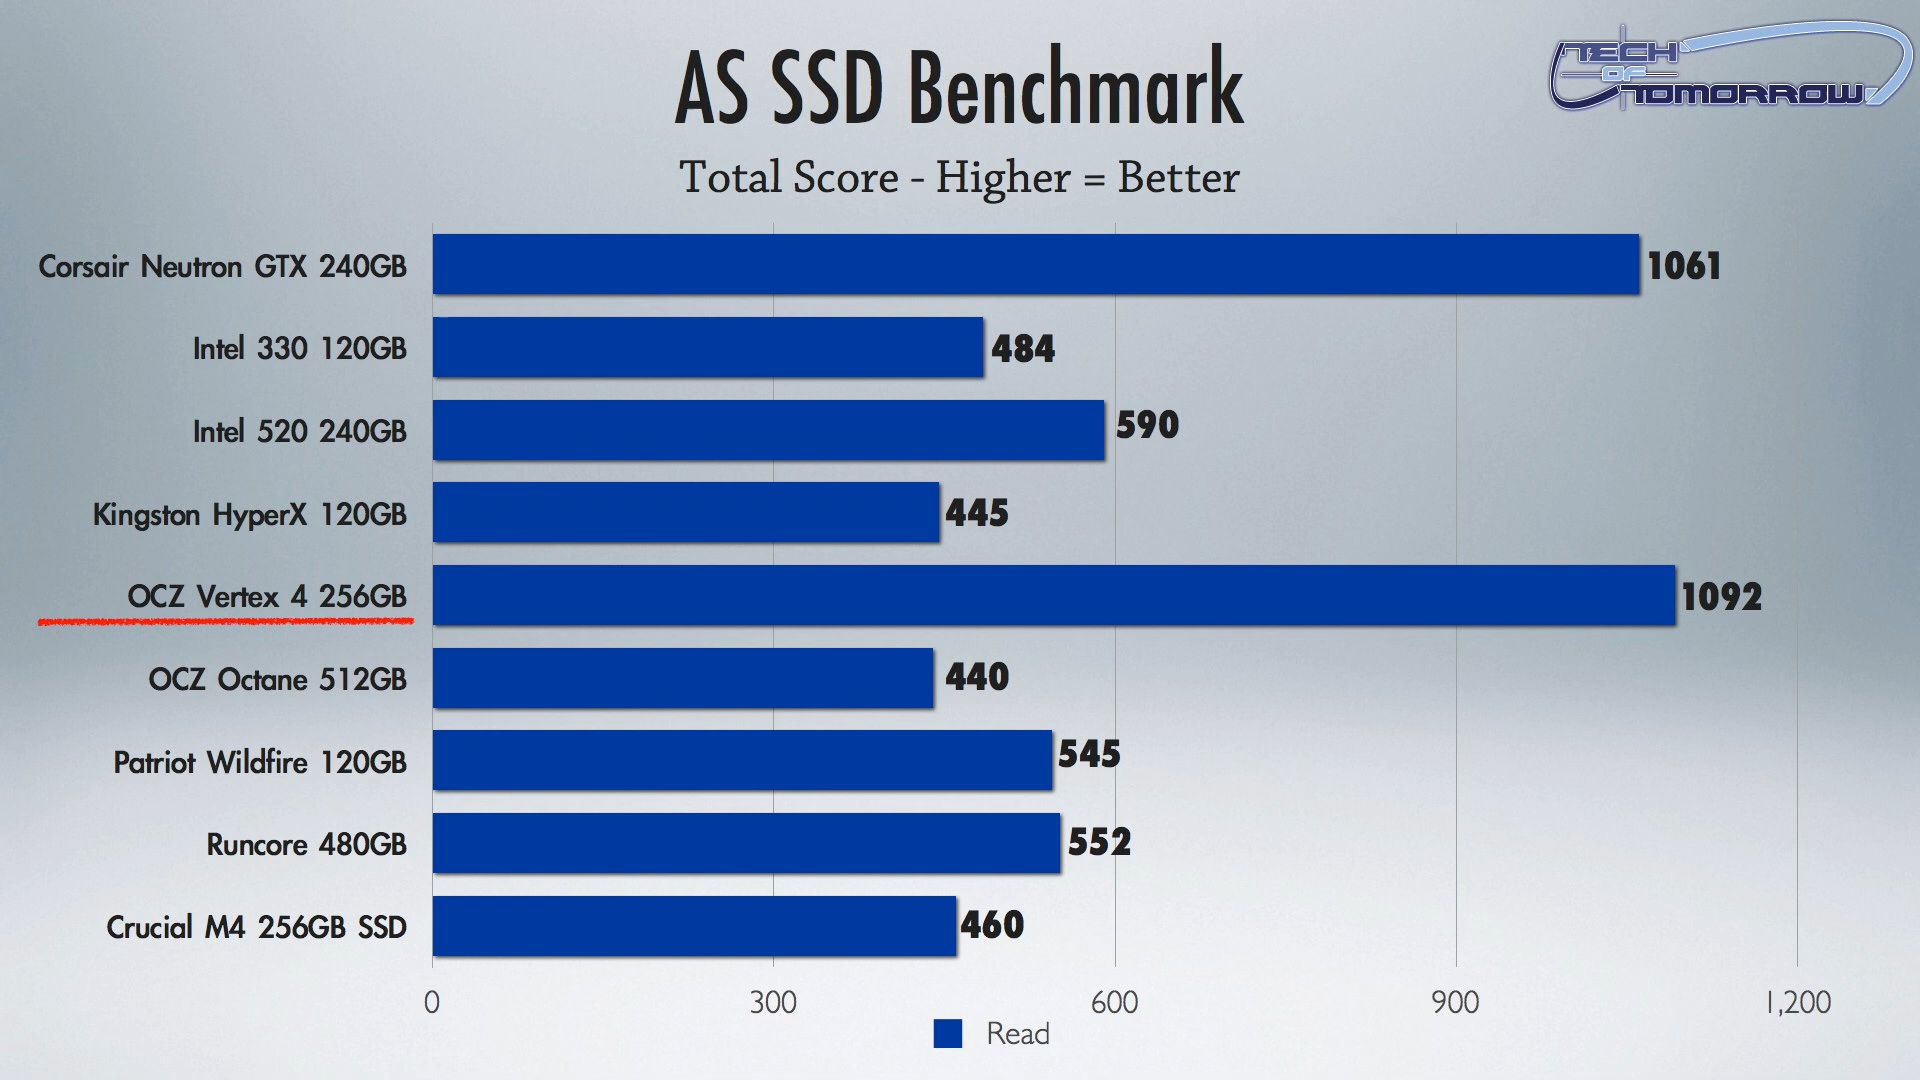 TECH
OF
TOMORROW
AS SSD Benchmark
Total Score - Higher = Better
Corsair Neutron GTX 240GB 1061
Intel 330 120GB 484
Intel 520 240GB 590
Kingston HyperX 120GB 445
OCZ Vertex 4 256GB 1092
OCZ Octane 512GB 440
Patriot Wildfire 120GB 545
Runcore 480GB 552
Crucial M4 256GB SSD 460
0 300 600 900 1,200
Read